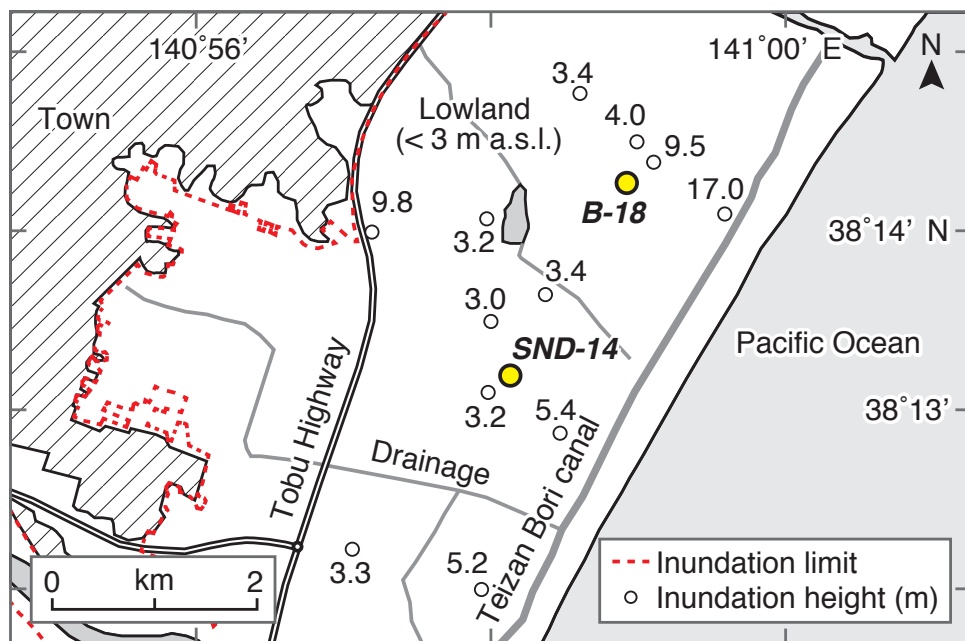 140˚56’
141˚00’ E
N
Town
Lowland
(< 3 m a.s.l.)
3.4
4.0
9.5
B-18
17.0
9.8
3.2
38˚14’ N
3.4
3.0
SND-14
Pacific Ocean
3.2
5.4
38˚13’
Tobu Highway
Drainage
Teizan Bori canal
3.3
5.2
0 km 2
Inundation limit
Inundation height (m)